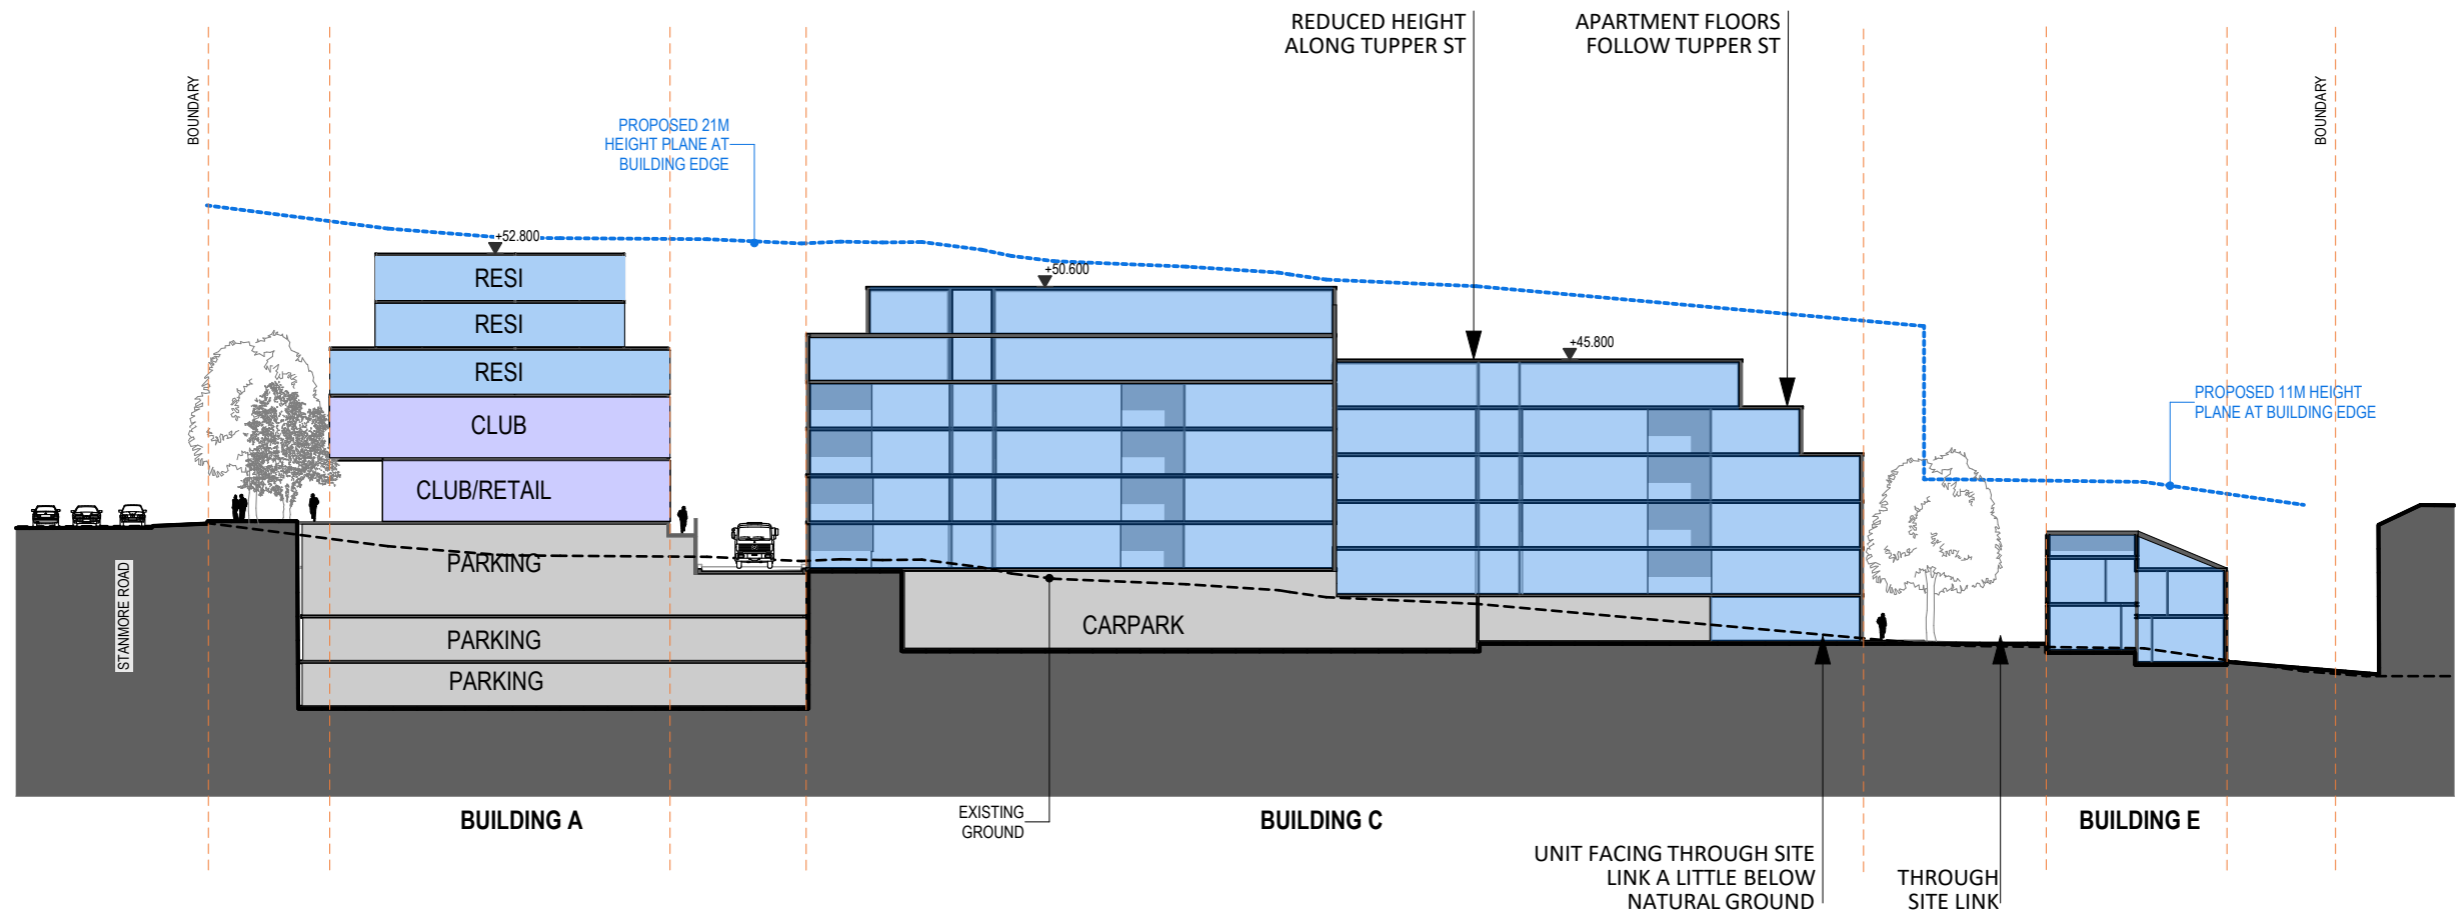 REDUCED HEIGHT
ALONG TUPPER ST
APARTMENT FLOORS
FOLLOW TUPPER ST
BOUNDARY
BOUNDARY
PROPOSED 21M
HEIGHT PLANE AT
BUILDING EDGE
+52.800
+50.600
+45.800
RESI
RESI
RESI
CLUB
CLUB/RETAIL
PROPOSED 11M HEIGHT
PLANE AT BUILDING EDGE
STANMORE ROAD
PARKING
PARKING
PARKING
CARPARK
BUILDING A
EXISTING
GROUND
BUILDING C
BUILDING E
UNIT FACING THROUGH SITE
LINK A LITTLE BELOW
NATURAL GROUND
THROUGH
SITE LINK